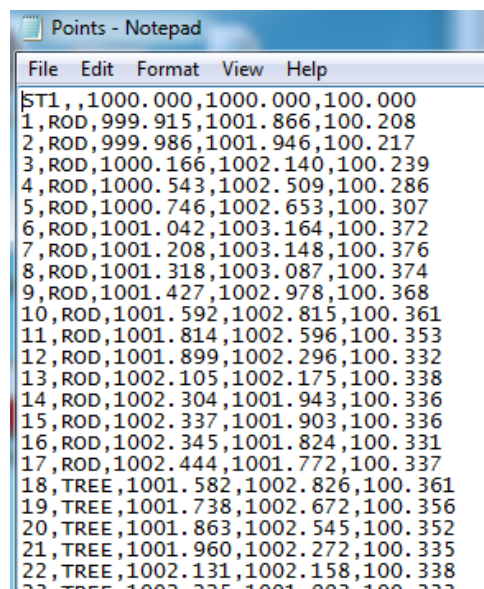 Points - Notepad
File Edit Format View Help
ST1,,1000.000,1000.000,100.000
1,ROD,999.915,1001.866,100.208
2,ROD,999.986,1001.946,100.217
3,ROD,1000.166,1002.140,100.239
4,ROD,1000.543,1002.509,100.286
5,ROD,1000.746,1002.653,100.307
6,ROD,1001.042,1003.164,100.372
7,ROD,1001.208,1003.148,100.376
8,ROD,1001.318,1003.087,100.374
9,ROD,1001.427,1002.978,100.368
10,ROD,1001.592,1002.815,100.361
11,ROD,1001.814,1002.596,100.353
12,ROD,1001.899,1002.296,100.332
13,ROD,1002.105,1002.175,100.338
14,ROD,1002.304,1001.943,100.336
15,ROD,1002.337,1001.903,100.336
16,ROD,1002.345,1001.824,100.331
17,ROD,1002.444,1001.772,100.337
18,TREE,1001.582,1002.826,100.361
19,TREE,1001.738,1002.672,100.356
20,TREE,1001.863,1002.545,100.352
21,TREE,1001.960,1002.272,100.335
22,TREE,1002.131,1002.158,100.338